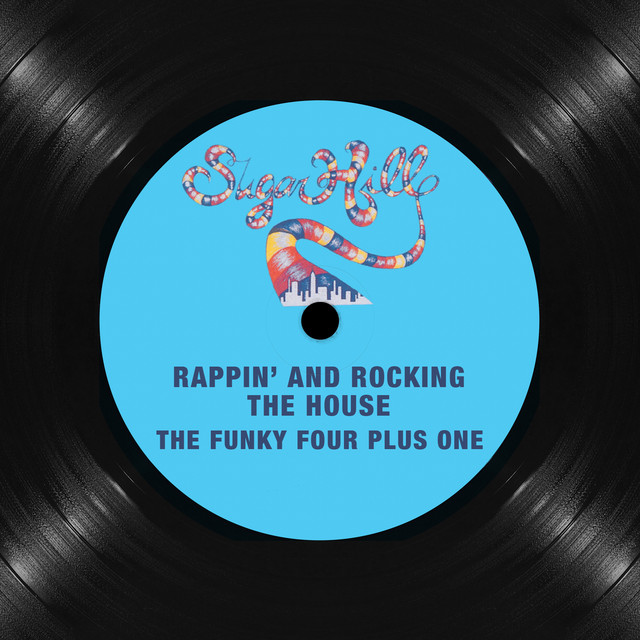 Sugar Hill
RAPPIN’ AND ROCKING
THE HOUSE
THE FUNKY FOUR PLUS ONE